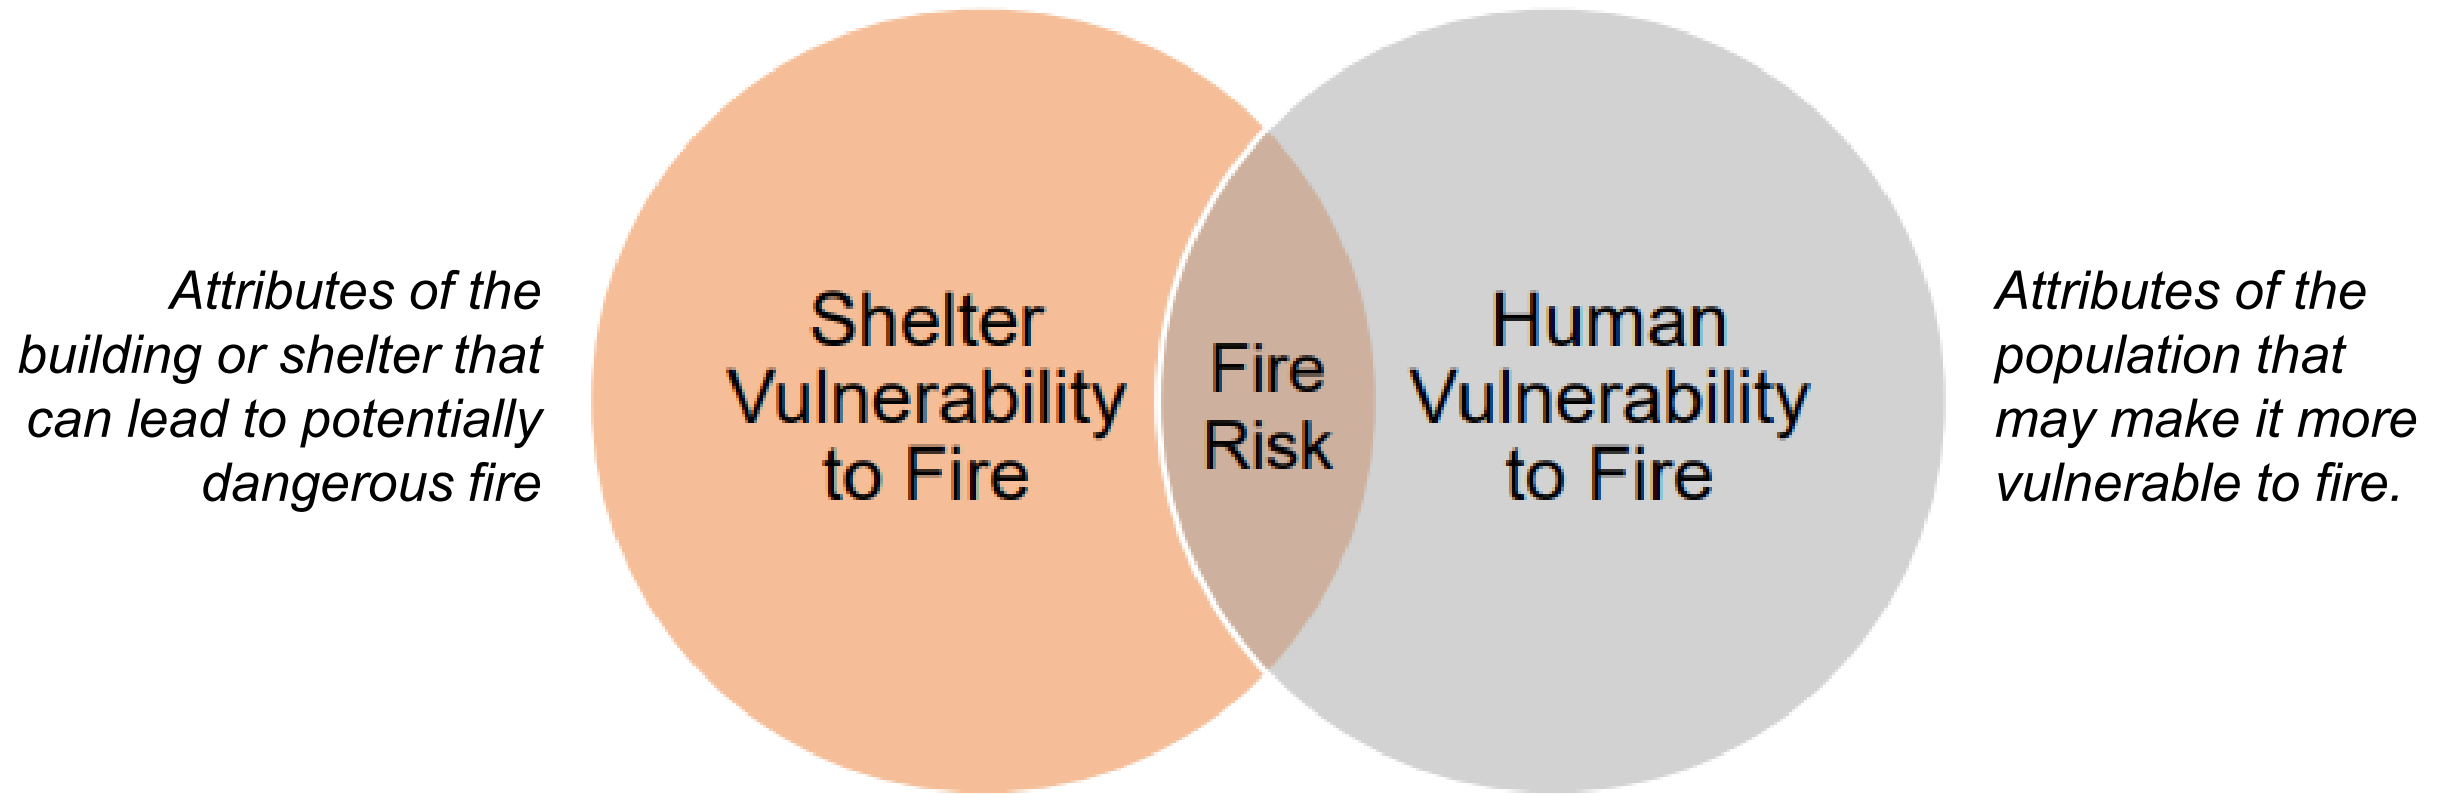 Attributes of the
building or shelter that
can lead to potentially
dangerous fire
Shelter
Vulnerability
to Fire
Fire
Risk
Human
Vulnerability
to Fire
Attributes of the
population that
may make it more
vulnerable to fire.